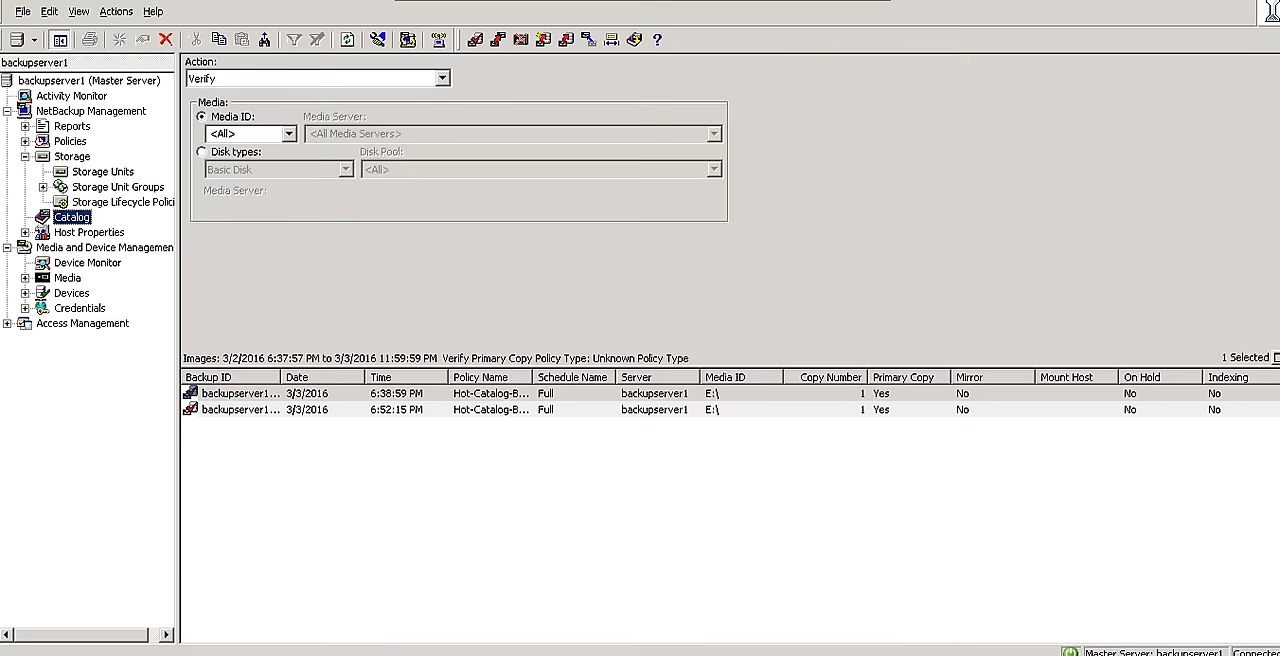 File Edit View Actions Help
backupserver1
backupserver1 (Master Server)
Activity Monitor
NetBackup Management
Reports
Policies
Storage
Storage Units
Storage Unit Groups
Storage Lifecycle Polici
Catalog
Host Properties
Media and Device Managemen
Device Monitor
Media
Devices
Credentials
Access Management
Action:
Verify
Media:
Media ID: Media Server:
<All> <All Media Servers>
Disk types: Disk Pool:
Basic Disk <All>
Media Server:
Images: 3/2/2016 6:37:57 PM to 3/3/2016 11:59:59 PM Verify Primary Copy Policy Type: Unknown Policy Type 1 Selected
Backup ID Date Time Policy Name Schedule Name Server Media ID Copy Number Primary Copy Mirror Mount Host On Hold Indexing
backupserver1... 3/3/2016 6:38:59 PM Hot-Catalog-B... Full backupserver1 E:\ 1 Yes No No No
backupserver1... 3/3/2016 6:52:15 PM Hot-Catalog-B... Full backupserver1 E:\ 1 Yes No No No
Master Server: backupserver1 Connected